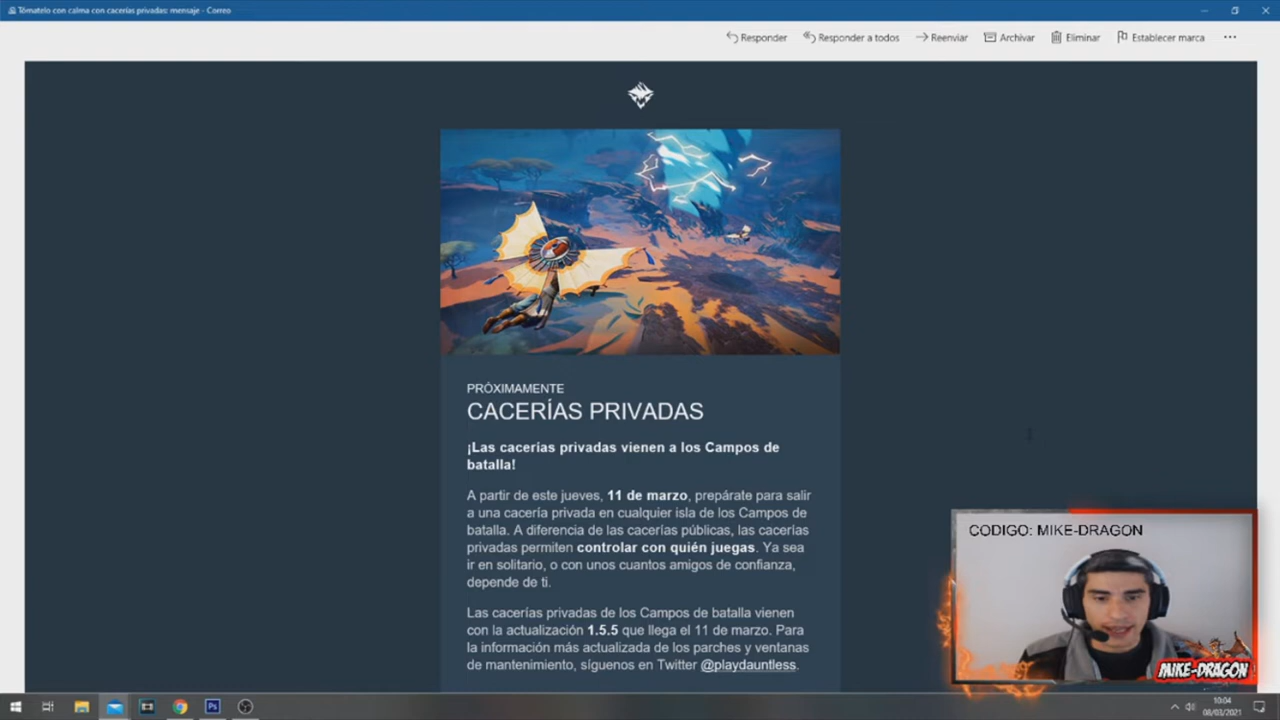 Tómatelo con calma con cacerías privadas: mensaje - Correo
Responder
Responder a todos
Reenviar
Archivar
Eliminar
Establecer marca
PRÓXIMAMENTE
CACERÍAS PRIVADAS
¡Las cacerías privadas vienen a los Campos de
batalla!
A partir de este jueves, 11 de marzo, prepárate para salir
a una cacería privada en cualquier isla de los Campos de
batalla. A diferencia de las cacerías públicas, las cacerías
privadas permiten controlar con quién juegas. Ya sea
ir en solitario, o con unos cuantos amigos de confianza,
depende de ti.
Las cacerías privadas de los Campos de batalla vienen
con la actualización 1.5.5 que llega el 11 de marzo. Para
la información más actualizada de los parches y ventanas
de mantenimiento, síguenos en Twitter @playdauntless.
CODIGO: MIKE-DRAGON
MIKE-DRAGON
Ps
10:04
08/03/2021